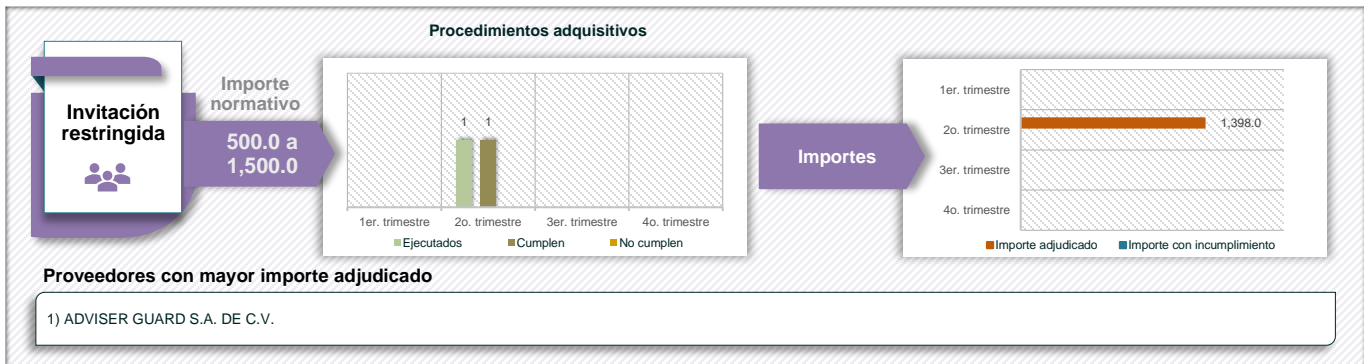 Procedimientos adquisitivos
Invitación
restringida
Importe
normativo
500.0 a
1,500.0
1 1
1er. trimestre 2o. trimestre 3er. trimestre 4o. trimestre
Ejecutados Cumplen No cumplen
Importes
1er. trimestre
2o. trimestre
1,398.0
3er. trimestre
4o. trimestre
Importe adjudicado Importe con incumplimiento
Proveedores con mayor importe adjudicado
1) ADVISER GUARD S.A. DE C.V.